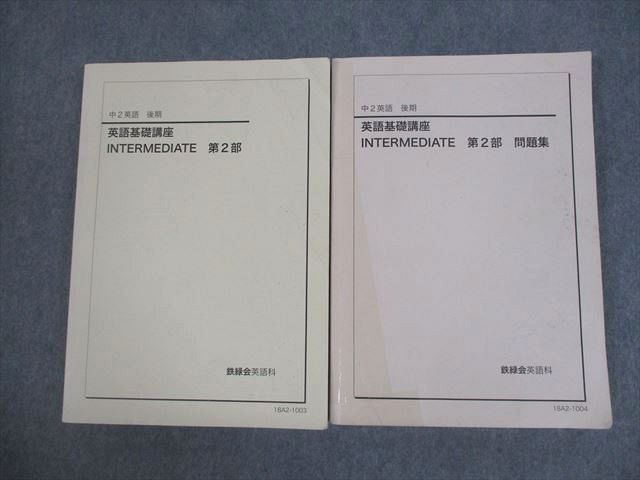 中2英語 後期
英語基礎講座
INTERMEDIATE 第2部
鉄緑会英語科
18A2-1003
中2英語 後期
英語基礎講座
INTERMEDIATE 第2部 問題集
鉄緑会英語科
18A2-1004